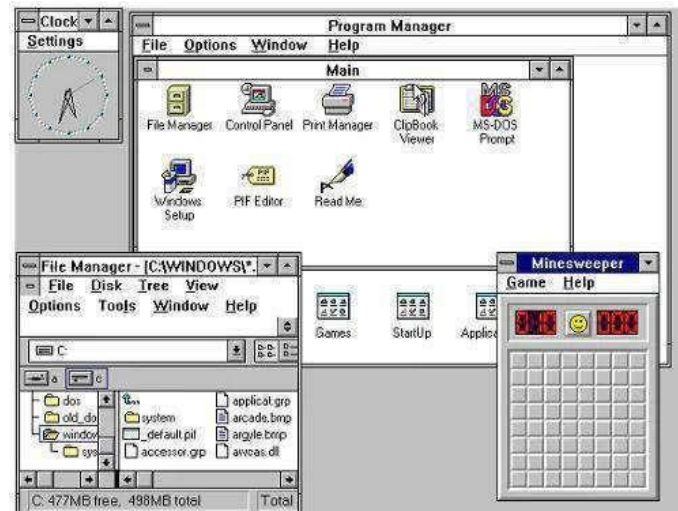 Clock
Settings
Program Manager
File Options Window Help
Main
File Manager
Control Panel
Print Manager
ClipBook
Viewer
MS-DOS
Prompt
Windows
Setup
PIF Editor
Read Me
File Manager - [C:\WINDOWS\*.
File Disk Tree View
Options Tools Window Help
C:
a
c
dos
old_do
window
sys
system
_default.pif
accessor.grp
applicat.grp
arcade.bmp
argyle.bmp
awcas.dll
C: 477MB free, 498MB total
Total
Games
StartUp
Applica
Minesweeper
Game Help